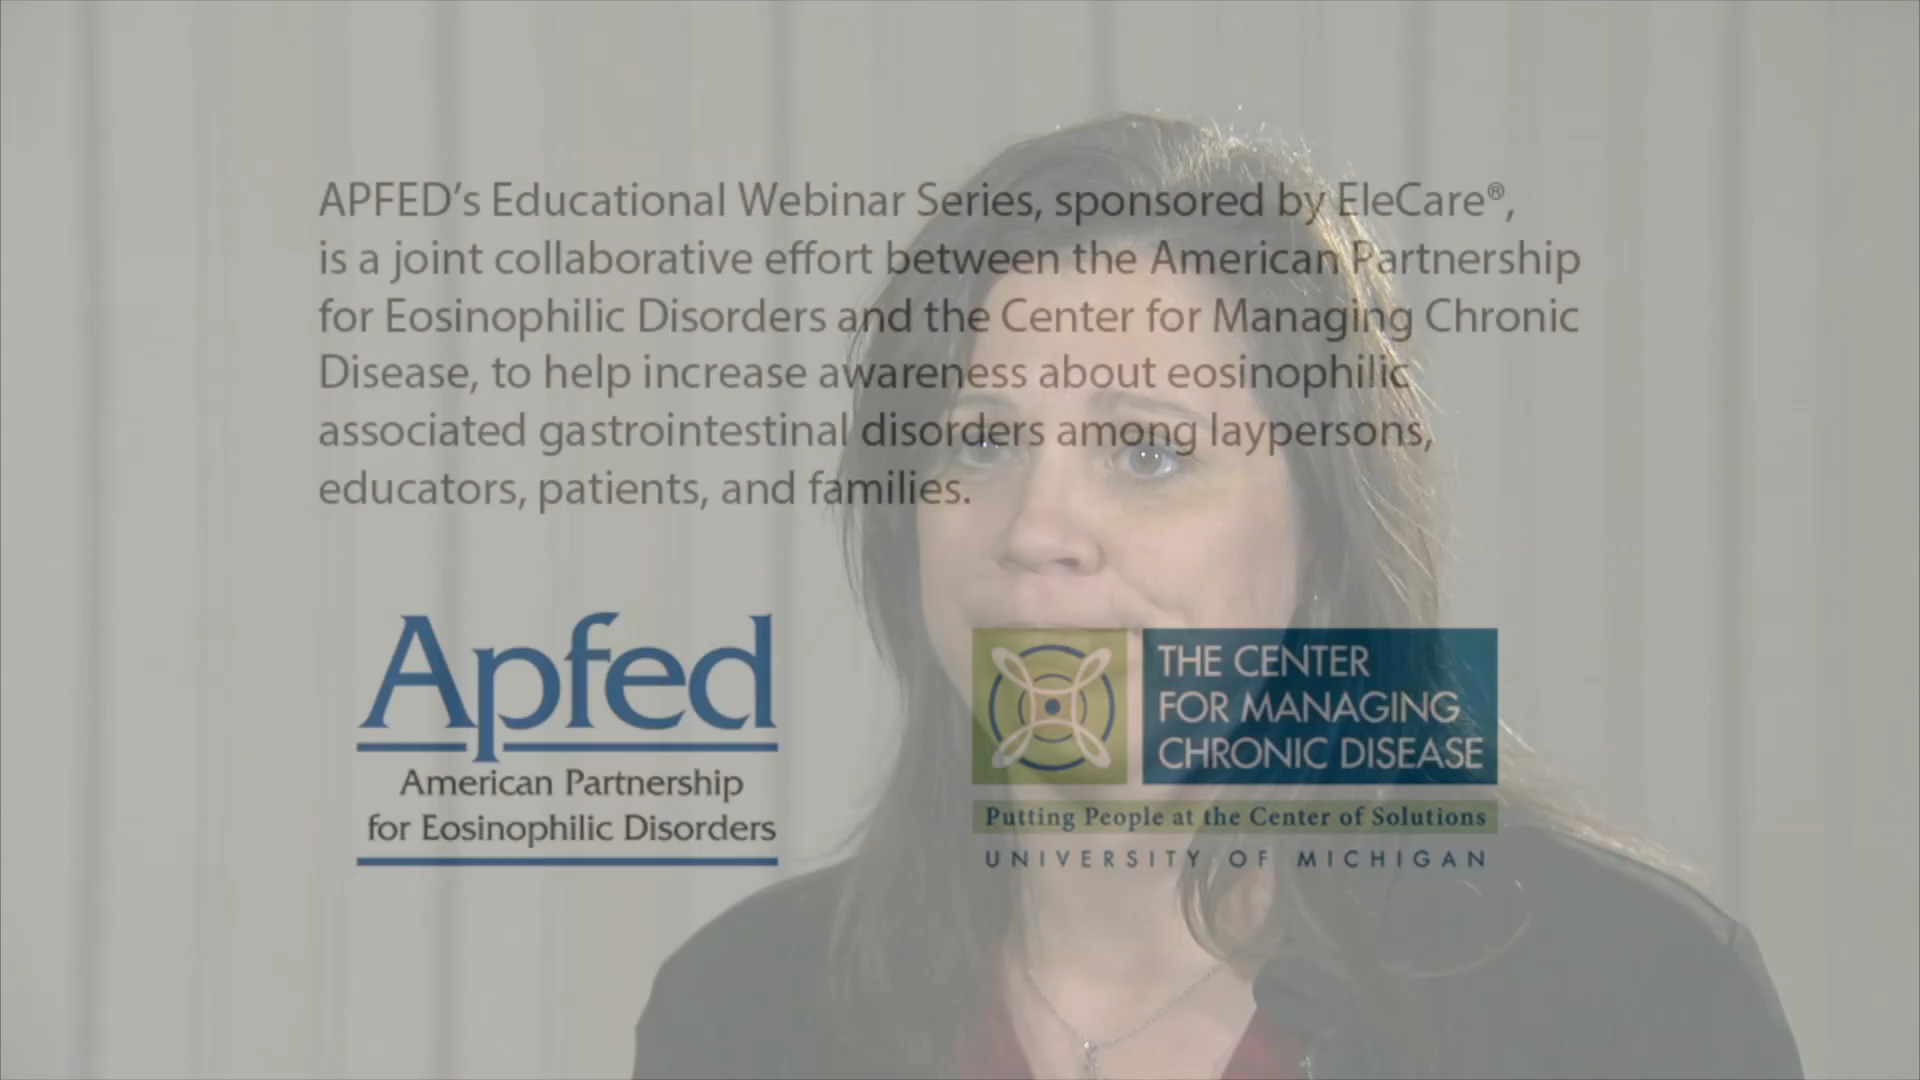 APFED’s Educational Webinar Series, sponsored by EleCare®,
is a joint collaborative effort between the American Partnership
for Eosinophilic Disorders and the Center for Managing Chronic
Disease, to help increase awareness about eosinophilic
associated gastrointestinal disorders among laypersons,
educators, patients, and families.
Apfed
American Partnership
for Eosinophilic Disorders
THE CENTER
FOR MANAGING
CHRONIC DISEASE
Putting People at the Center of Solutions
UNIVERSITY OF MICHIGAN